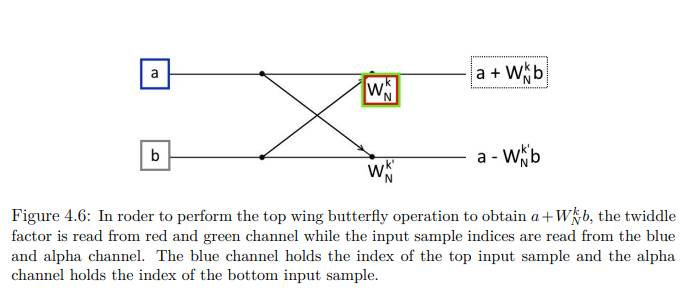 a
W_N^k
a + W_N^k b
b
W_N^k'
a - W_N^k' b
Figure 4.6: In roder to perform the top wing butterfly operation to obtain a+W_N^k b, the twiddle
factor is read from red and green channel while the input sample indices are read from the blue
and alpha channel. The blue channel holds the index of the top input sample and the alpha
channel holds the index of the bottom input sample.